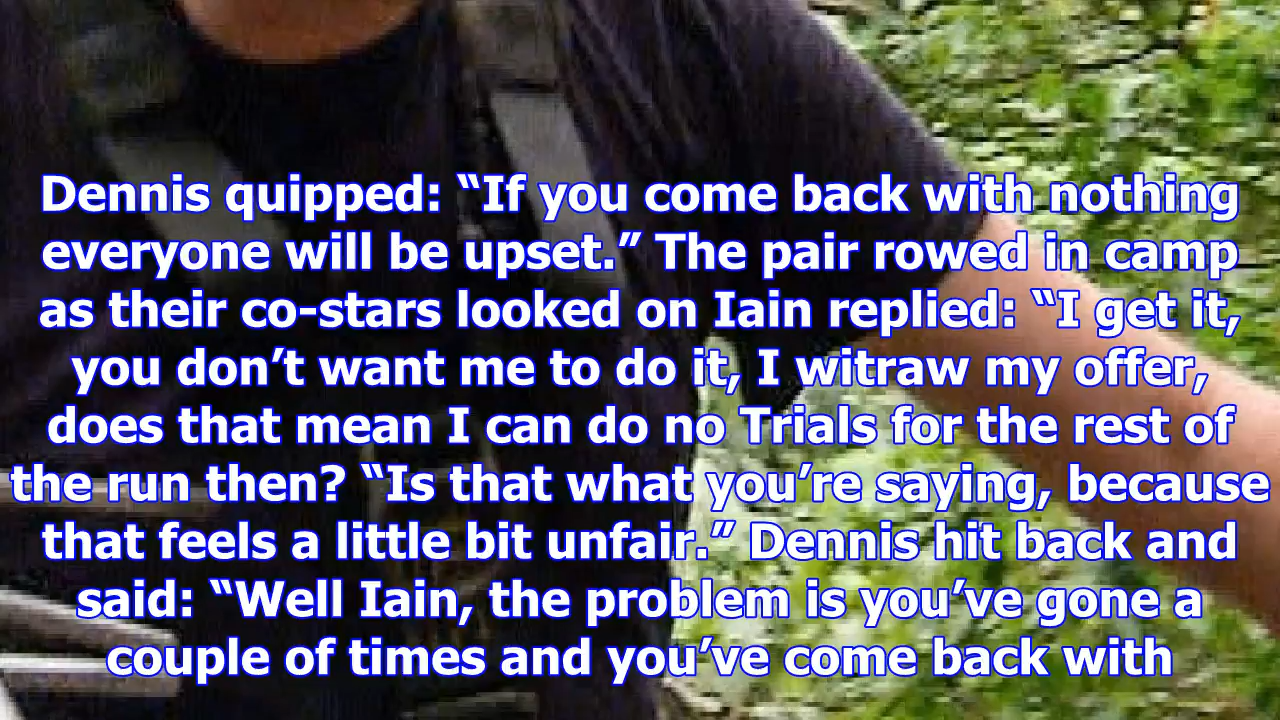 Dennis quipped: “If you come back with nothing
everyone will be upset.” The pair rowed in camp
as their co-stars looked on Iain replied: “I get it,
you don’t want me to do it, I witraw my offer,
does that mean I can do no Trials for the rest of
the run then? “Is that what you’re saying, because
that feels a little bit unfair.” Dennis hit back and
said: “Well Iain, the problem is you’ve gone a
couple of times and you’ve come back with